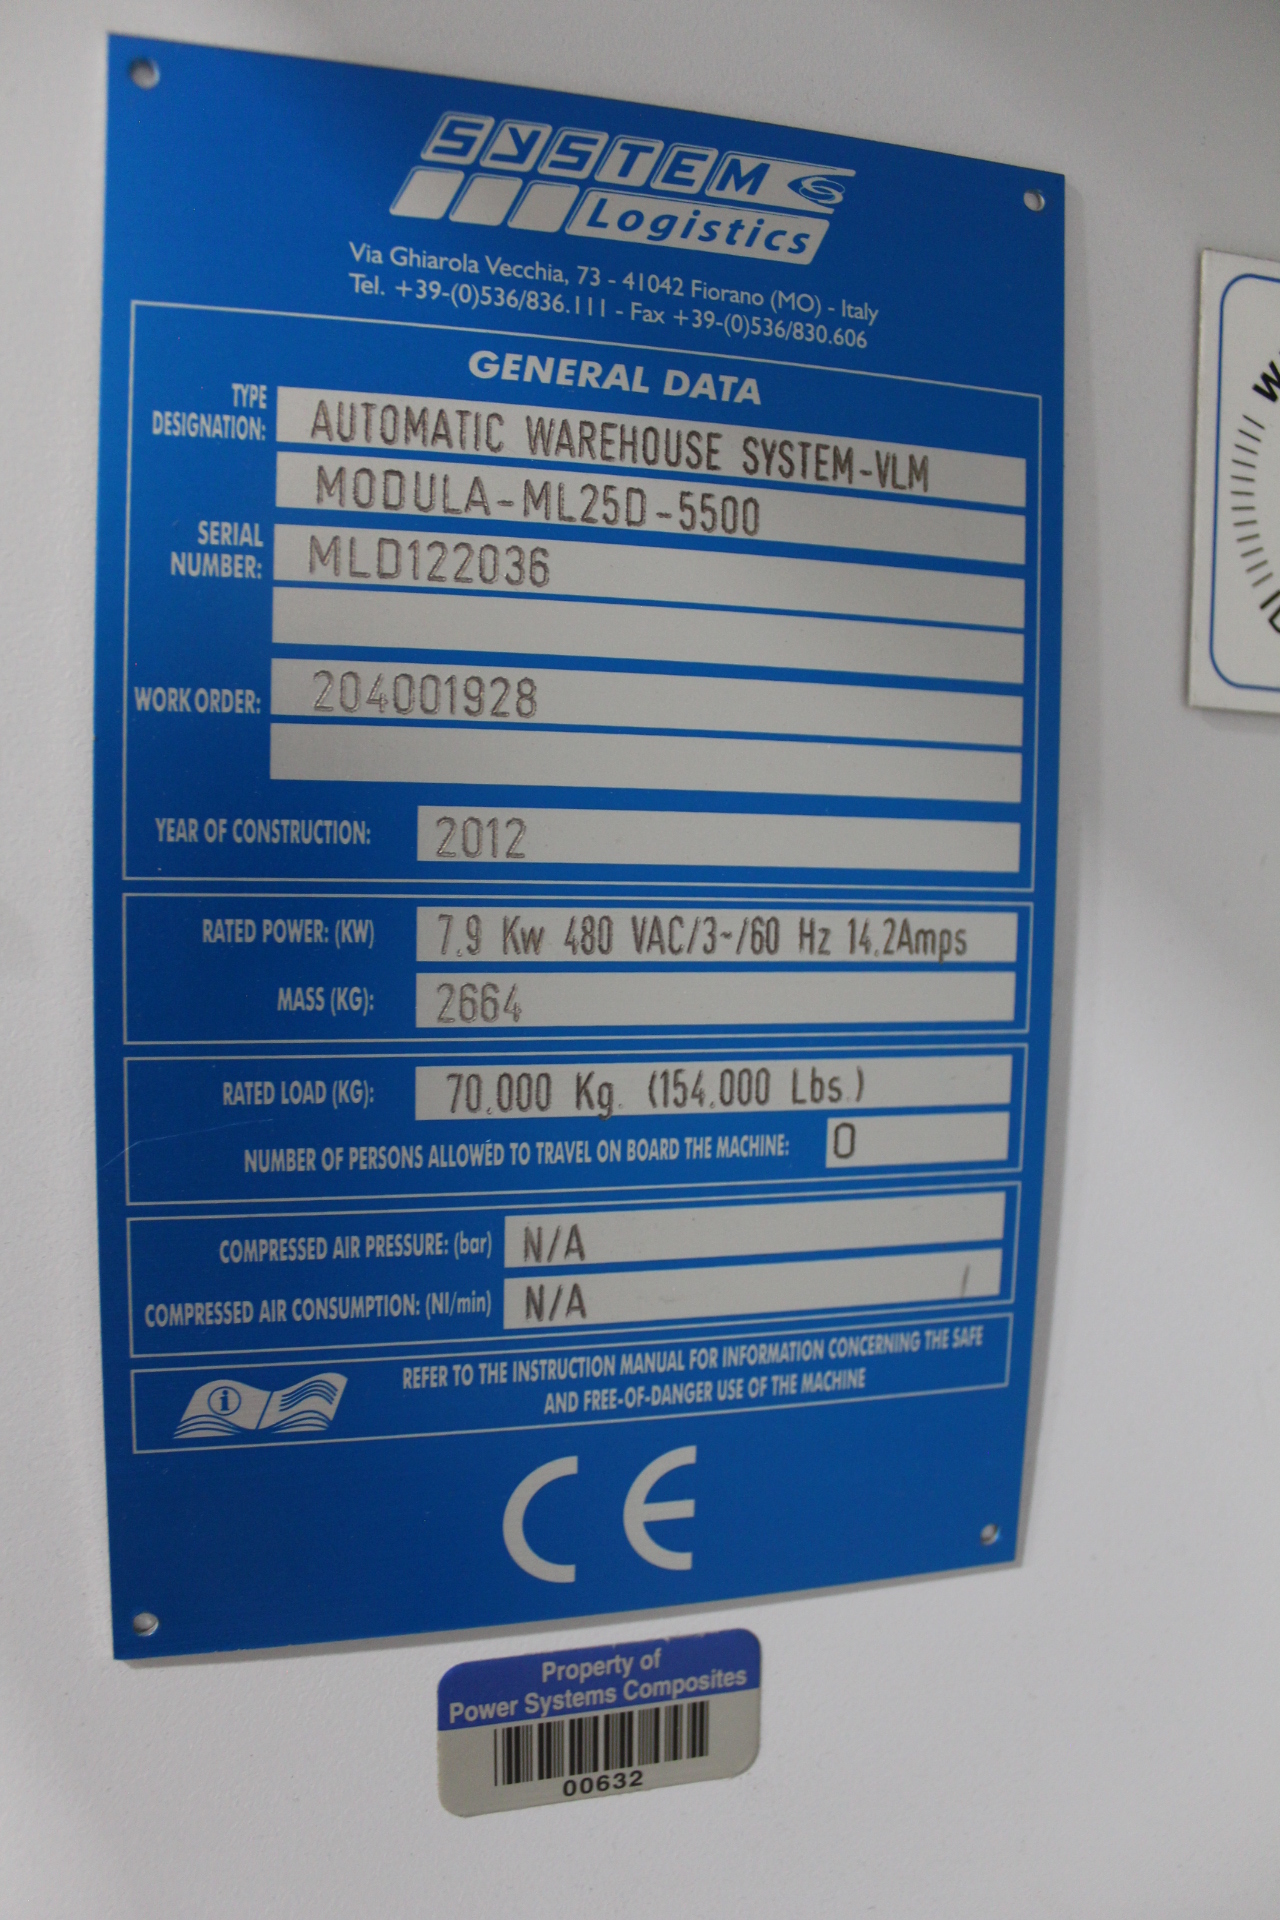 SYSTEM
Logistics
Via Ghiarola Vecchia, 73 - 41042 Fiorano (MO) - Italy
Tel. +39-(0)536/836.111 - Fax +39-(0)536/830.606
GENERAL DATA
TYPE
DESIGNATION:
AUTOMATIC WAREHOUSE SYSTEM-VLM
MODULA-ML25D-5500
SERIAL
NUMBER:
MLD122036
WORK ORDER: 204001928
YEAR OF CONSTRUCTION: 2012
RATED POWER: (KW) 7.9 Kw 480 VAC/3~/60 Hz 14.2Amps
MASS (KG): 2664
RATED LOAD (KG): 70.000 Kg. (154.000 Lbs.)
NUMBER OF PERSONS ALLOWED TO TRAVEL ON BOARD THE MACHINE: 0
COMPRESSED AIR PRESSURE: (bar) N/A
COMPRESSED AIR CONSUMPTION: (Nl/min) N/A
i
REFER TO THE INSTRUCTION MANUAL FOR INFORMATION CONCERNING THE SAFE
AND FREE-OF-DANGER USE OF THE MACHINE
CE
Property of
Power Systems Composites
00632